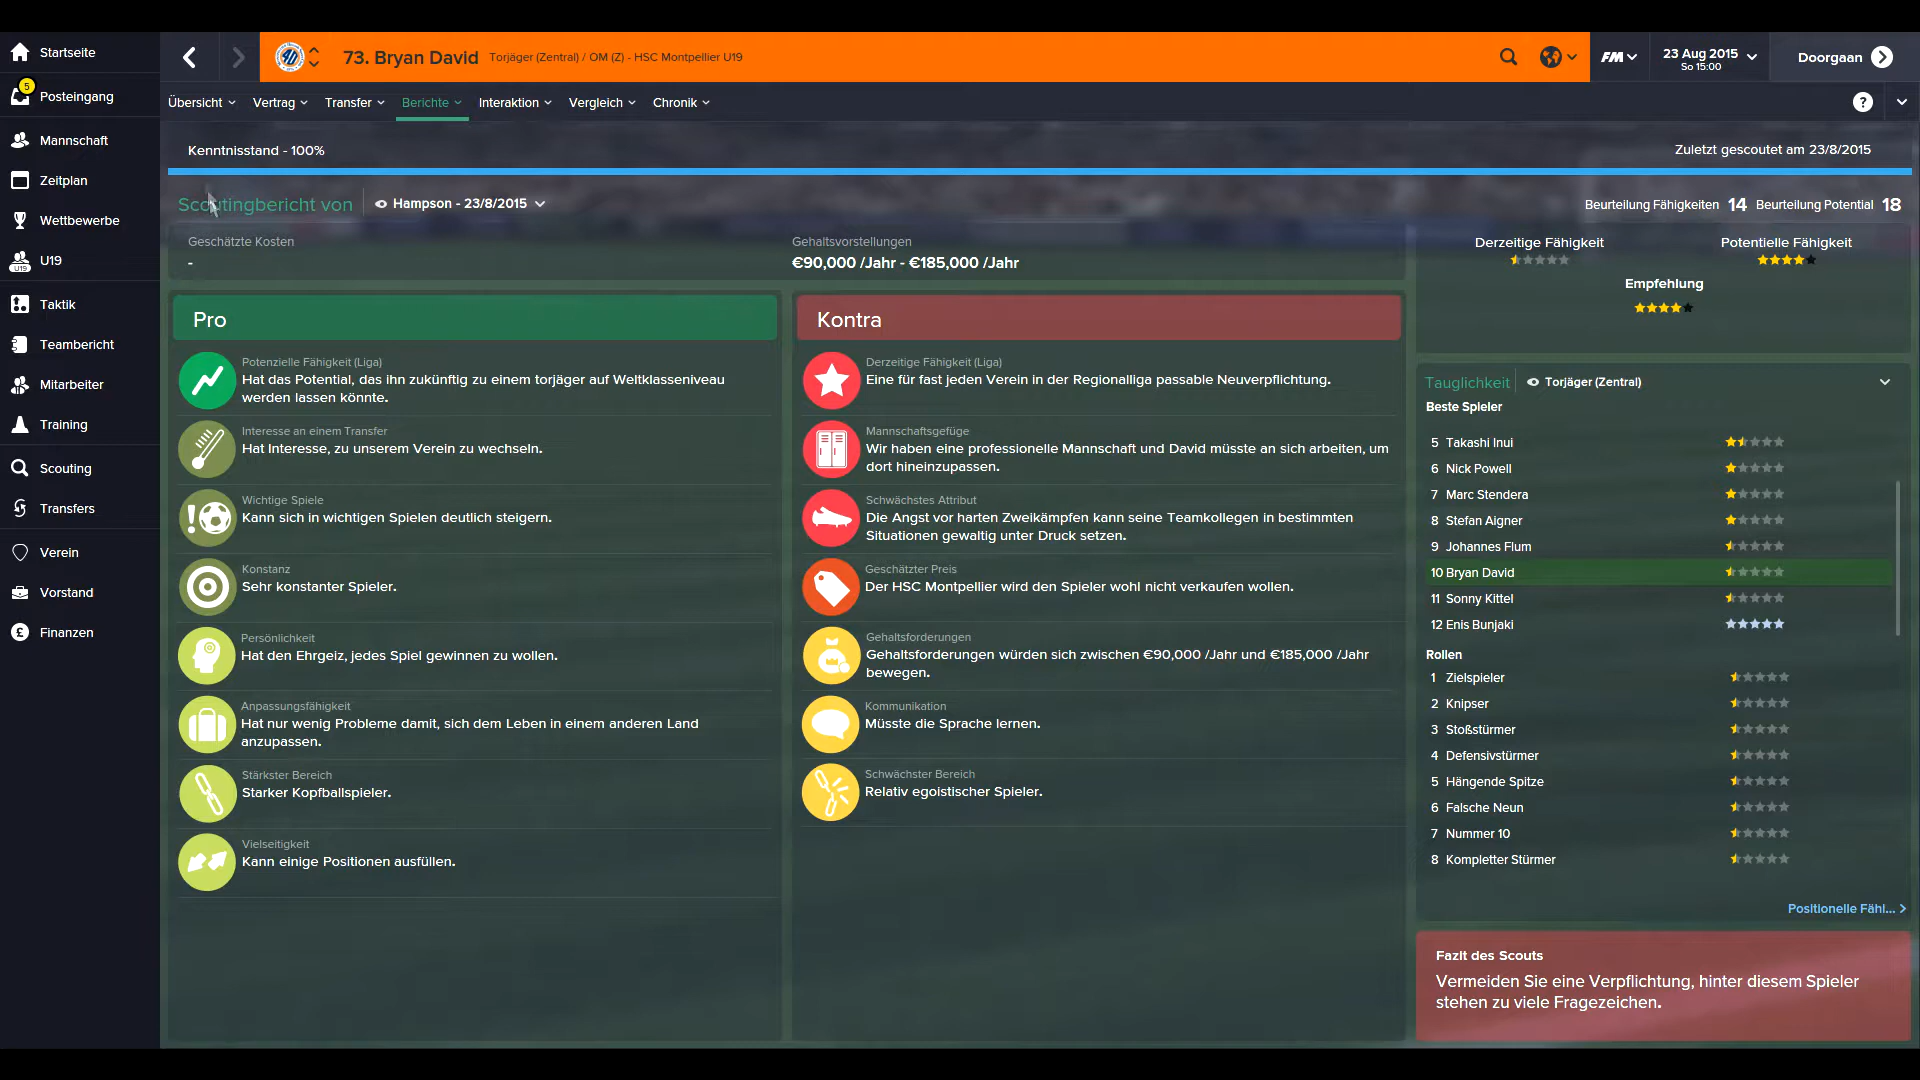 Startseite
5
Posteingang
Mannschaft
Zeitplan
Wettbewerbe
U19
U19
Taktik
Teambericht
Mitarbeiter
Training
Scouting
Transfers
Verein
Vorstand
£ Finanzen
73. Bryan David Torjäger (Zentral) / OM (Z) - HSC Montpellier U19
FM
23 Aug 2015
So 15:00
Doorgaan
Übersicht Vertrag Transfer Berichte Interaktion Vergleich Chronik
?
Kenntnisstand - 100%
Zuletzt gescoutet am 23/8/2015
Scoutingbericht von Hampson - 23/8/2015
Beurteilung Fähigkeiten 14 Beurteilung Potential 18
Geschätzte Kosten
-
Gehaltsvorstellungen
€90,000 /Jahr - €185,000 /Jahr
Derzeitige Fähigkeit
Potentielle Fähigkeit
Empfehlung
Pro
Potenzielle Fähigkeit (Liga)
Hat das Potential, das ihn zukünftig zu einem torjäger auf Weltklasseniveau
werden lassen könnte.
Interesse an einem Transfer
Hat Interesse, zu unserem Verein zu wechseln.
Wichtige Spiele
Kann sich in wichtigen Spielen deutlich steigern.
Konstanz
Sehr konstanter Spieler.
Persönlichkeit
Hat den Ehrgeiz, jedes Spiel gewinnen zu wollen.
Anpassungsfähigkeit
Hat nur wenig Probleme damit, sich dem Leben in einem anderen Land
anzupassen.
Stärkster Bereich
Starker Kopfballspieler.
Vielseitigkeit
Kann einige Positionen ausfüllen.
Kontra
Derzeitige Fähigkeit (Liga)
Eine für fast jeden Verein in der Regionalliga passable Neuverpflichtung.
Mannschaftsgefüge
Wir haben eine professionelle Mannschaft und David müsste an sich arbeiten, um
dort hineinzupassen.
Schwächstes Attribut
Die Angst vor harten Zweikämpfen kann seine Teamkollegen in bestimmten
Situationen gewaltig unter Druck setzen.
Geschätzter Preis
Der HSC Montpellier wird den Spieler wohl nicht verkaufen wollen.
Gehaltsforderungen
Gehaltsforderungen würden sich zwischen €90,000 /Jahr und €185,000 /Jahr
bewegen.
Kommunikation
Müsste die Sprache lernen.
Schwächster Bereich
Relativ egoistischer Spieler.
Tauglichkeit Torjäger (Zentral)
Beste Spieler
5 Takashi Inui
6 Nick Powell
7 Marc Stendera
8 Stefan Aigner
9 Johannes Flum
10 Bryan David
11 Sonny Kittel
12 Enis Bunjaki
Rollen
1 Zielspieler
2 Knipser
3 Stoßstürmer
4 Defensivstürmer
5 Hängende Spitze
6 Falsche Neun
7 Nummer 10
8 Kompletter Stürmer
Positionelle Fähl... >
Fazit des Scouts
Vermeiden Sie eine Verpflichtung, hinter diesem Spieler
stehen zu viele Fragezeichen.